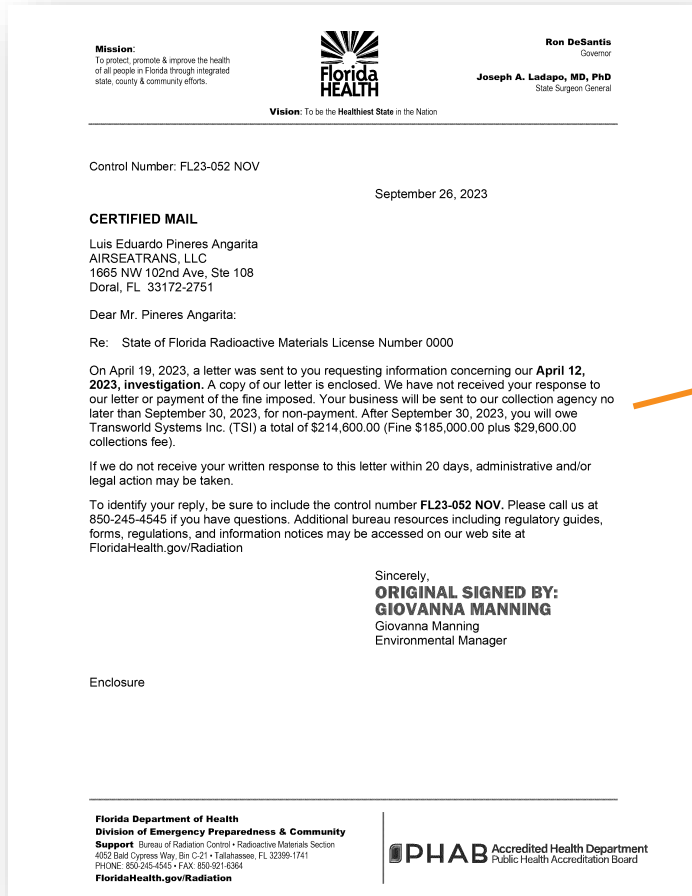 Mission:
To protect, promote & improve the health
of all people in Florida through integrated
state, county & community efforts.
Florida
HEALTH
Ron DeSantis
Governor
Joseph A. Ladapo, MD, PhD
State Surgeon General
Vision: To be the Healthiest State in the Nation
Control Number: FL23-052 NOV
September 26, 2023
CERTIFIED MAIL
Luis Eduardo Pineres Angarita
AIRSEATRANS, LLC
1665 NW 102nd Ave, Ste 108
Doral, FL  33172-2751
Dear Mr. Pineres Angarita:
Re:    State of Florida Radioactive Materials License Number 0000
On April 19, 2023, a letter was sent to you requesting information concerning our April 12,
2023, investigation. A copy of our letter is enclosed. We have not received your response to
our letter or payment of the fine imposed. Your business will be sent to our collection agency no
later than September 30, 2023, for non-payment. After September 30, 2023, you will owe
Transworld Systems Inc. (TSI) a total of $214,600.00 (Fine $185,000.00 plus $29,600.00
collections fee).
If we do not receive your written response to this letter within 20 days, administrative and/or
legal action may be taken.
To identify your reply, be sure to include the control number FL23-052 NOV. Please call us at
850-245-4545 if you have questions. Additional bureau resources including regulatory guides,
forms, regulations, and information notices may be accessed on our web site at
FloridaHealth.gov/Radiation
Sincerely,
ORIGINAL SIGNED BY:
GIOVANNA MANNING
Giovanna Manning
Environmental Manager
Enclosure
Florida Department of Health
Division of Emergency Preparedness & Community
Support  Bureau of Radiation Control • Radioactive Materials Section
4052 Bald Cypress Way, Bin C-21 • Tallahassee, FL 32399-1741
PHONE: 850-245-4545 • FAX: 850-921-6364
FloridaHealth.gov/Radiation
PHAB Accredited Health Department
Public Health Accreditation Board